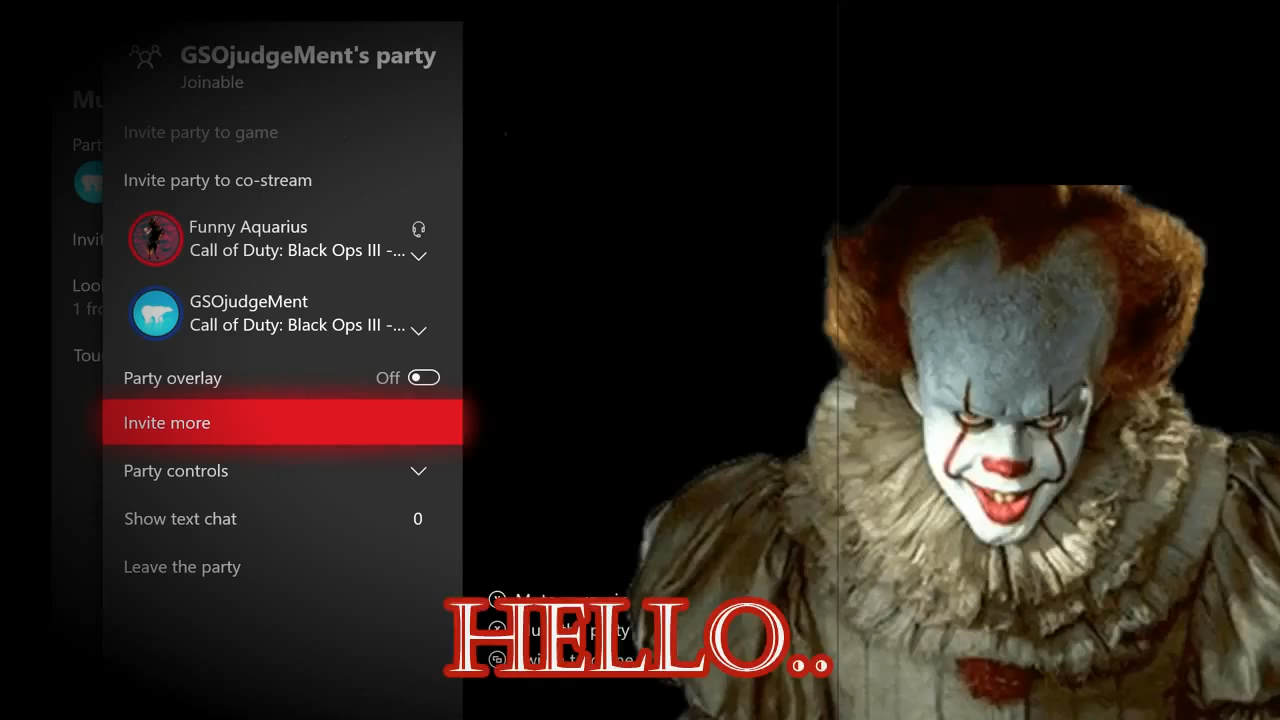 GSOjudgeMent's party
Joinable
Invite party to game
Invite party to co-stream
Funny Aquarius
Call of Duty: Black Ops III -...
GSOjudgeMent
Call of Duty: Black Ops III -...
Party overlay Off
Invite more
Party controls
Show text chat 0
Leave the party
HELLO..